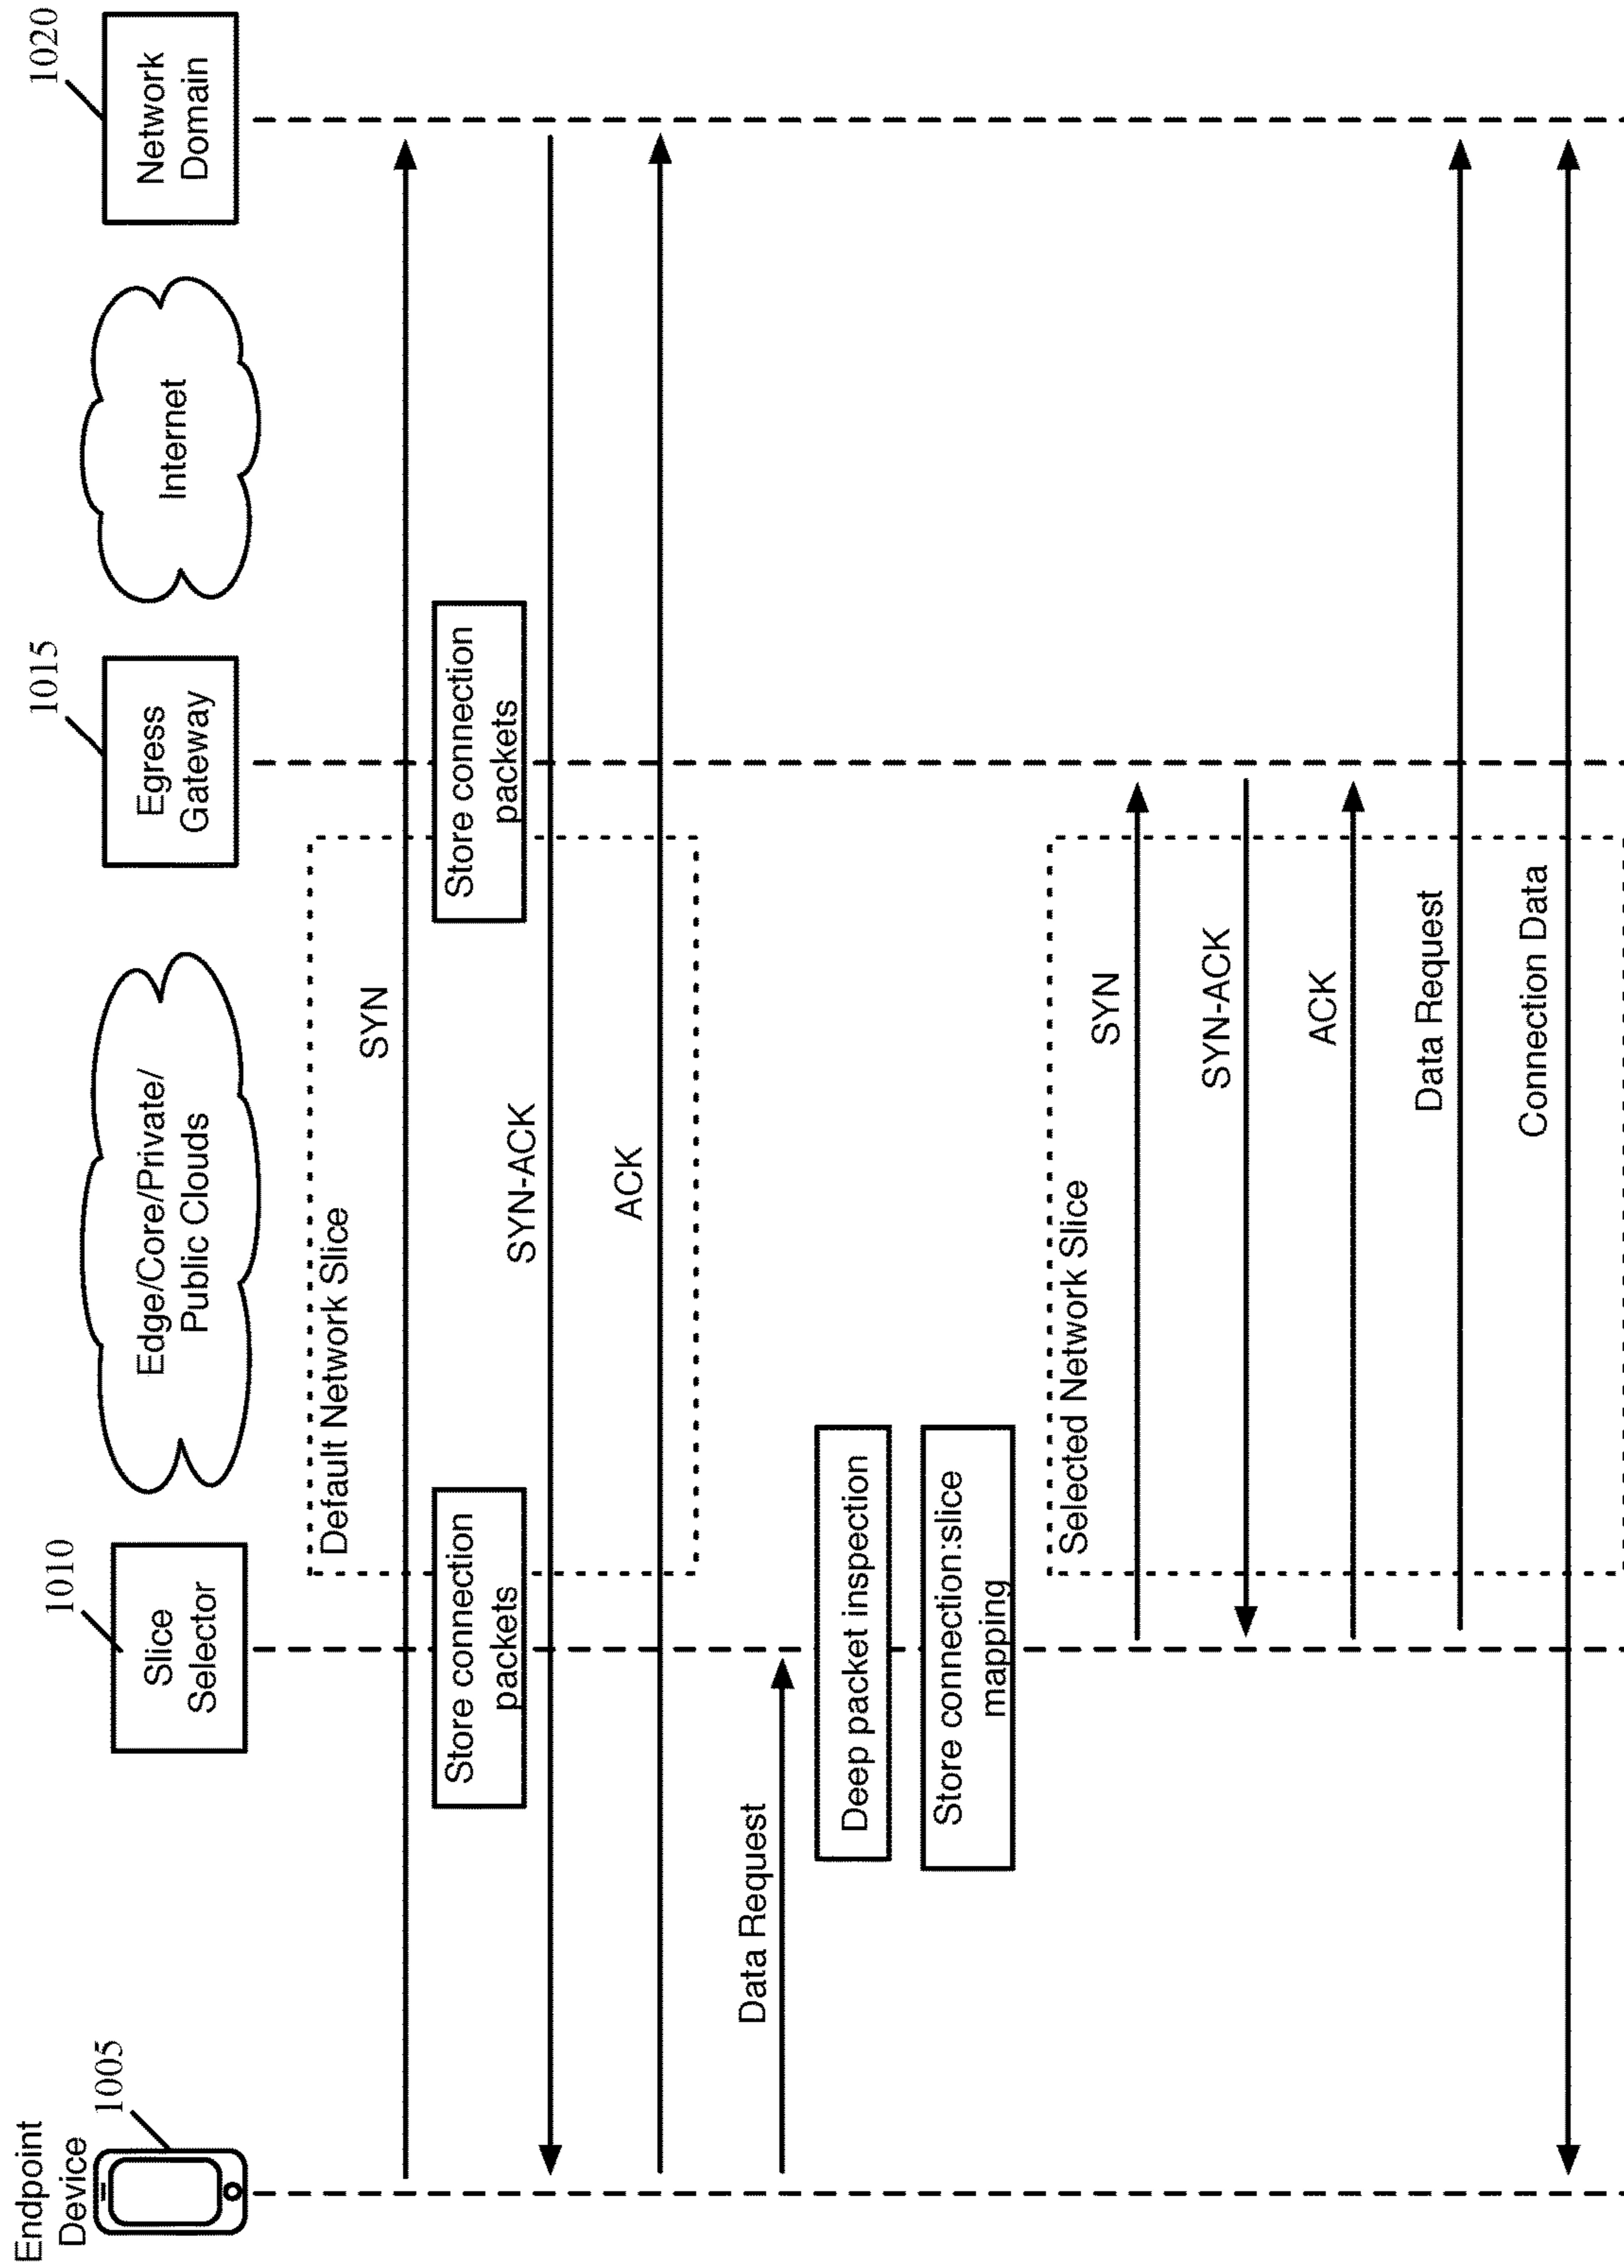 Endpoint
Device
1005
1010
Slice
Selector
Edge/Core/Private/
Public Clouds
1015
Egress
Gateway
Internet
1020
Network
Domain
Default Network Slice
SYN
Store connection
packets
Store connection
packets
SYN-ACK
ACK
Data Request
Deep packet inspection
Store connection:slice
mapping
Selected Network Slice
SYN
SYN-ACK
ACK
Data Request
Connection Data